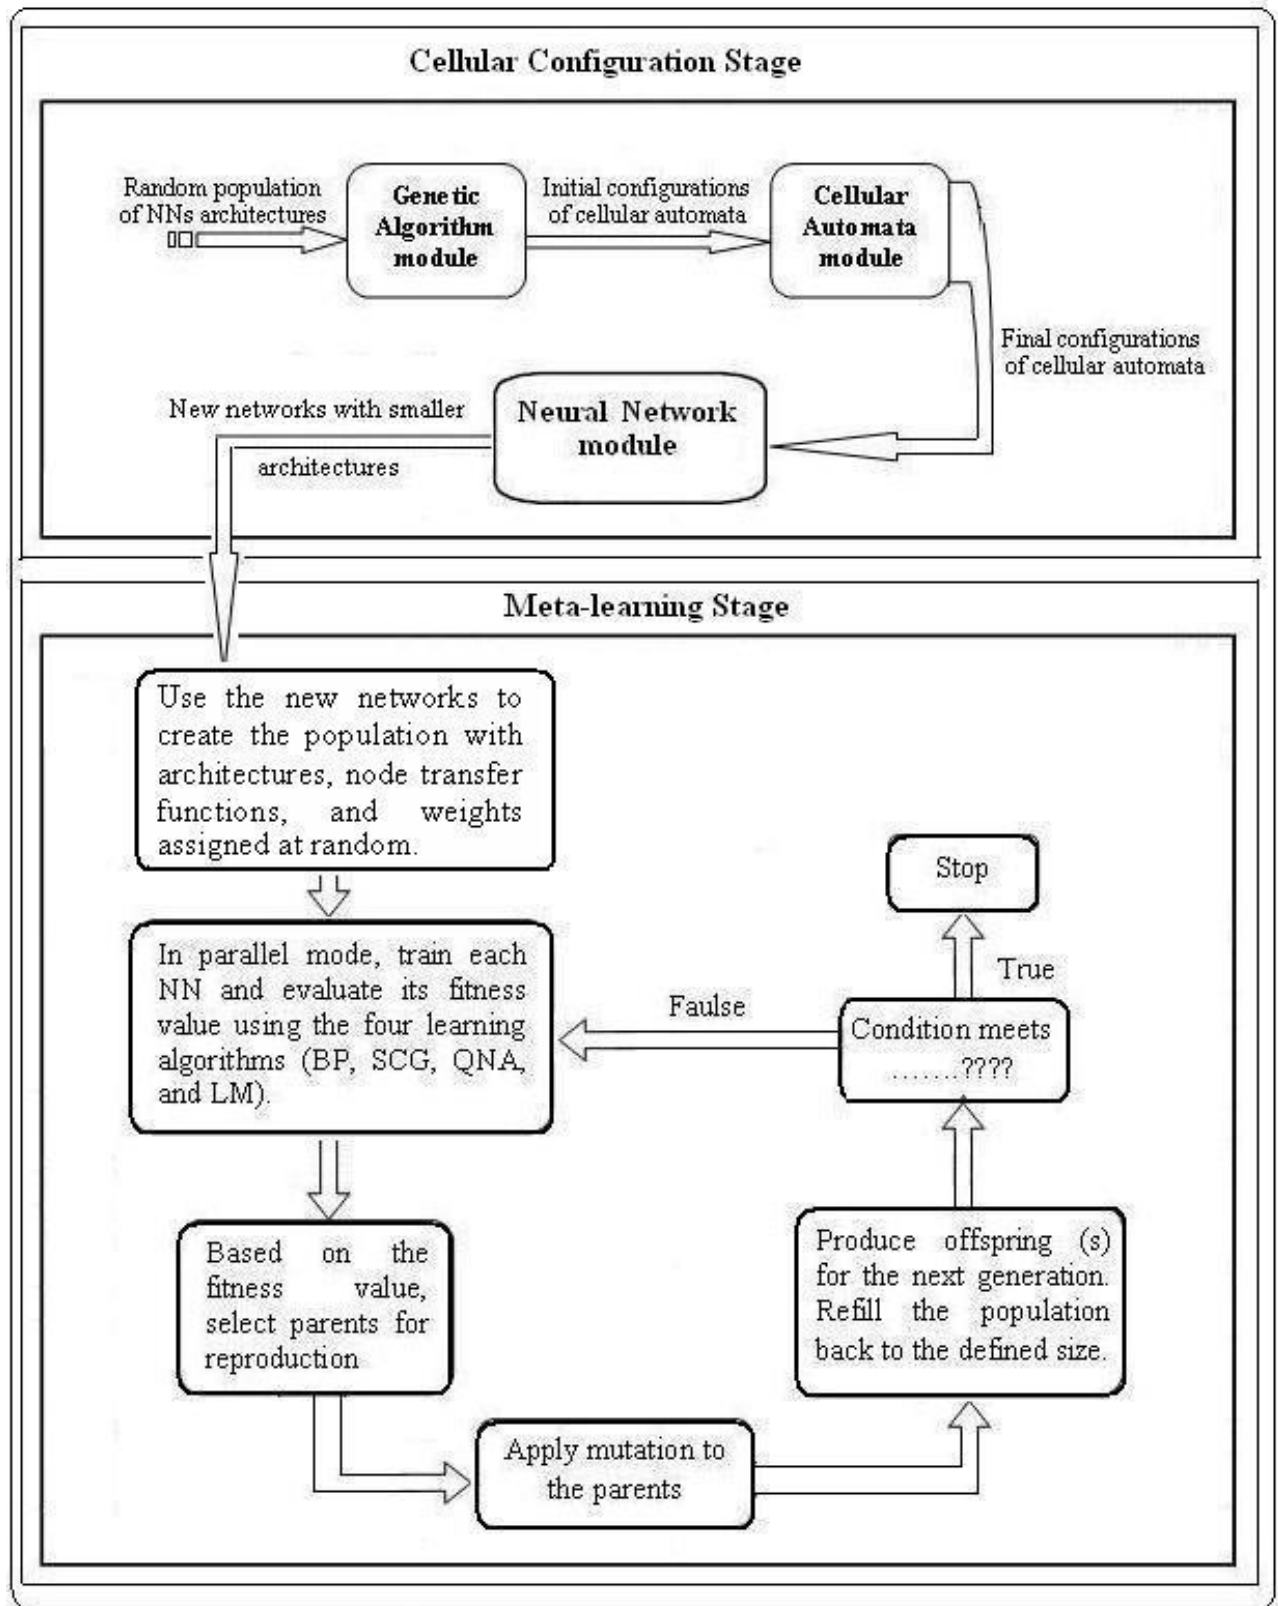 Cellular Configuration Stage
Random population
of NNs architectures
Genetic
Algorithm
module
Initial configurations
of cellular automata
Cellular
Automata
module
Final configurations
of cellular automata
Neural Network
module
New networks with smaller
architectures
Meta-learning Stage
Use the new networks to
create the population with
architectures, node transfer
functions, and weights
assigned at random.
In parallel mode, train each
NN and evaluate its fitness
value using the four learning
algorithms (BP, SCG, QNA,
and LM).
Based on the
fitness value,
select parents for
reproduction
Apply mutation to
the parents
Produce offspring (s)
for the next generation.
Refill the population
back to the defined size.
Condition meets
.......????
Faulse
True
Stop